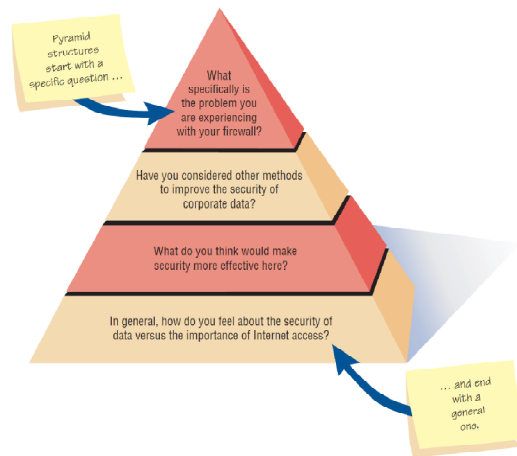 Pyramid
structures
start with a
specific question ...
What
specifically
is the problem you
are experiencing
with your firewall?
Have you considered other methods
to improve the security of
corporate data?
What do you think would make
security more effective here?
In general, how do you feel about the security of
data versus the importance of Internet access?
... and end
with a
general
one.